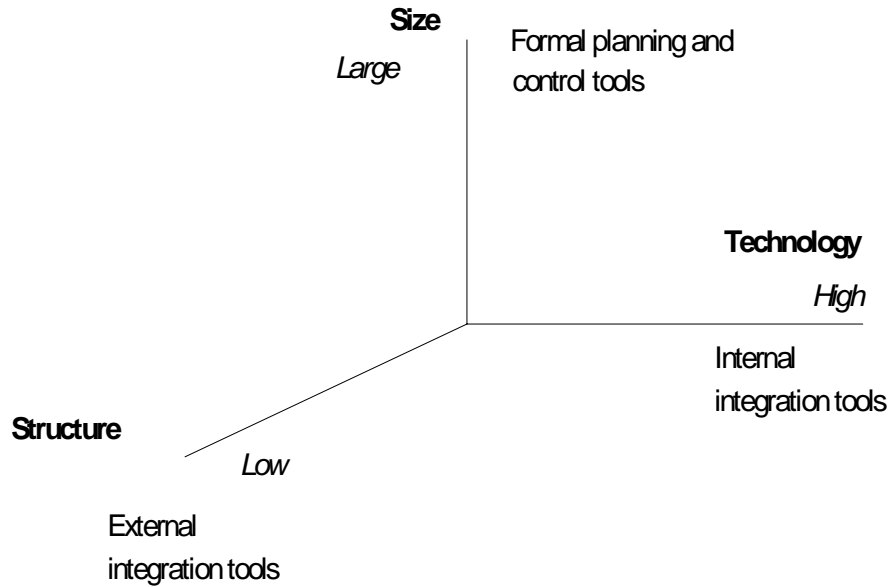 Size
Large
Formal planning and
control tools
Technology
High
Internal
integration tools
Structure
Low
External
integration tools